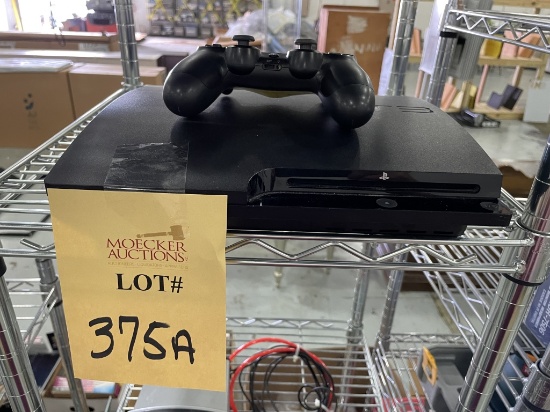 MOECKER
AUCTIONS
LOT#
375A